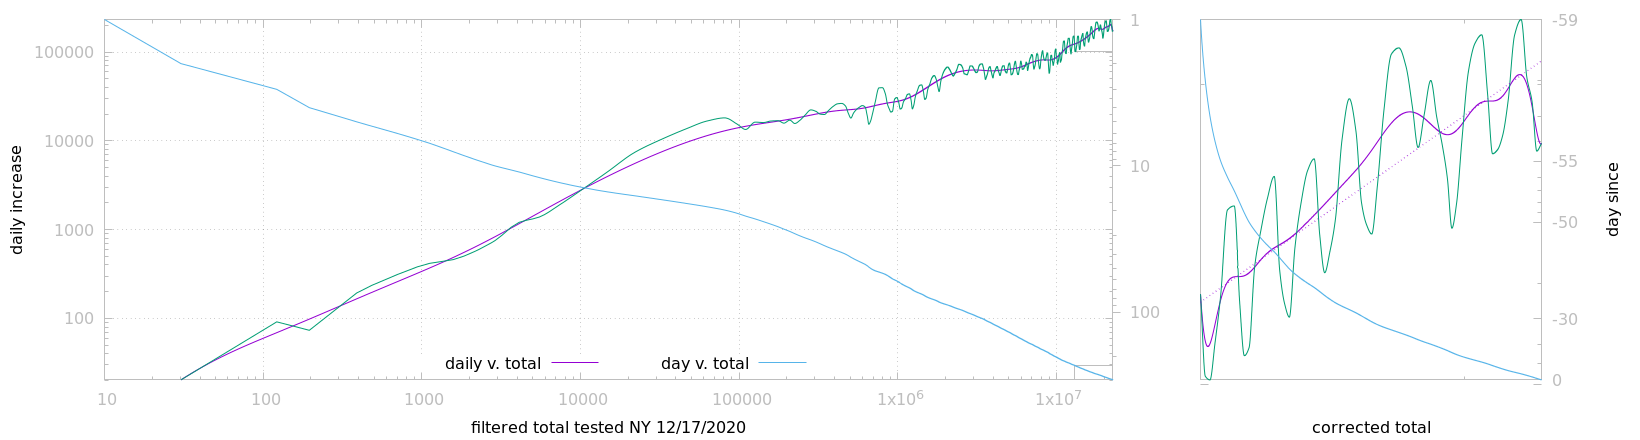 daily increase
100000
10000
1000
100
10
100
1000
10000
100000
1x10^6
1x10^7
1
10
100
daily v. total
day v. total
filtered total tested NY 12/17/2020
-59
-55
-50
-30
0
day since
corrected total